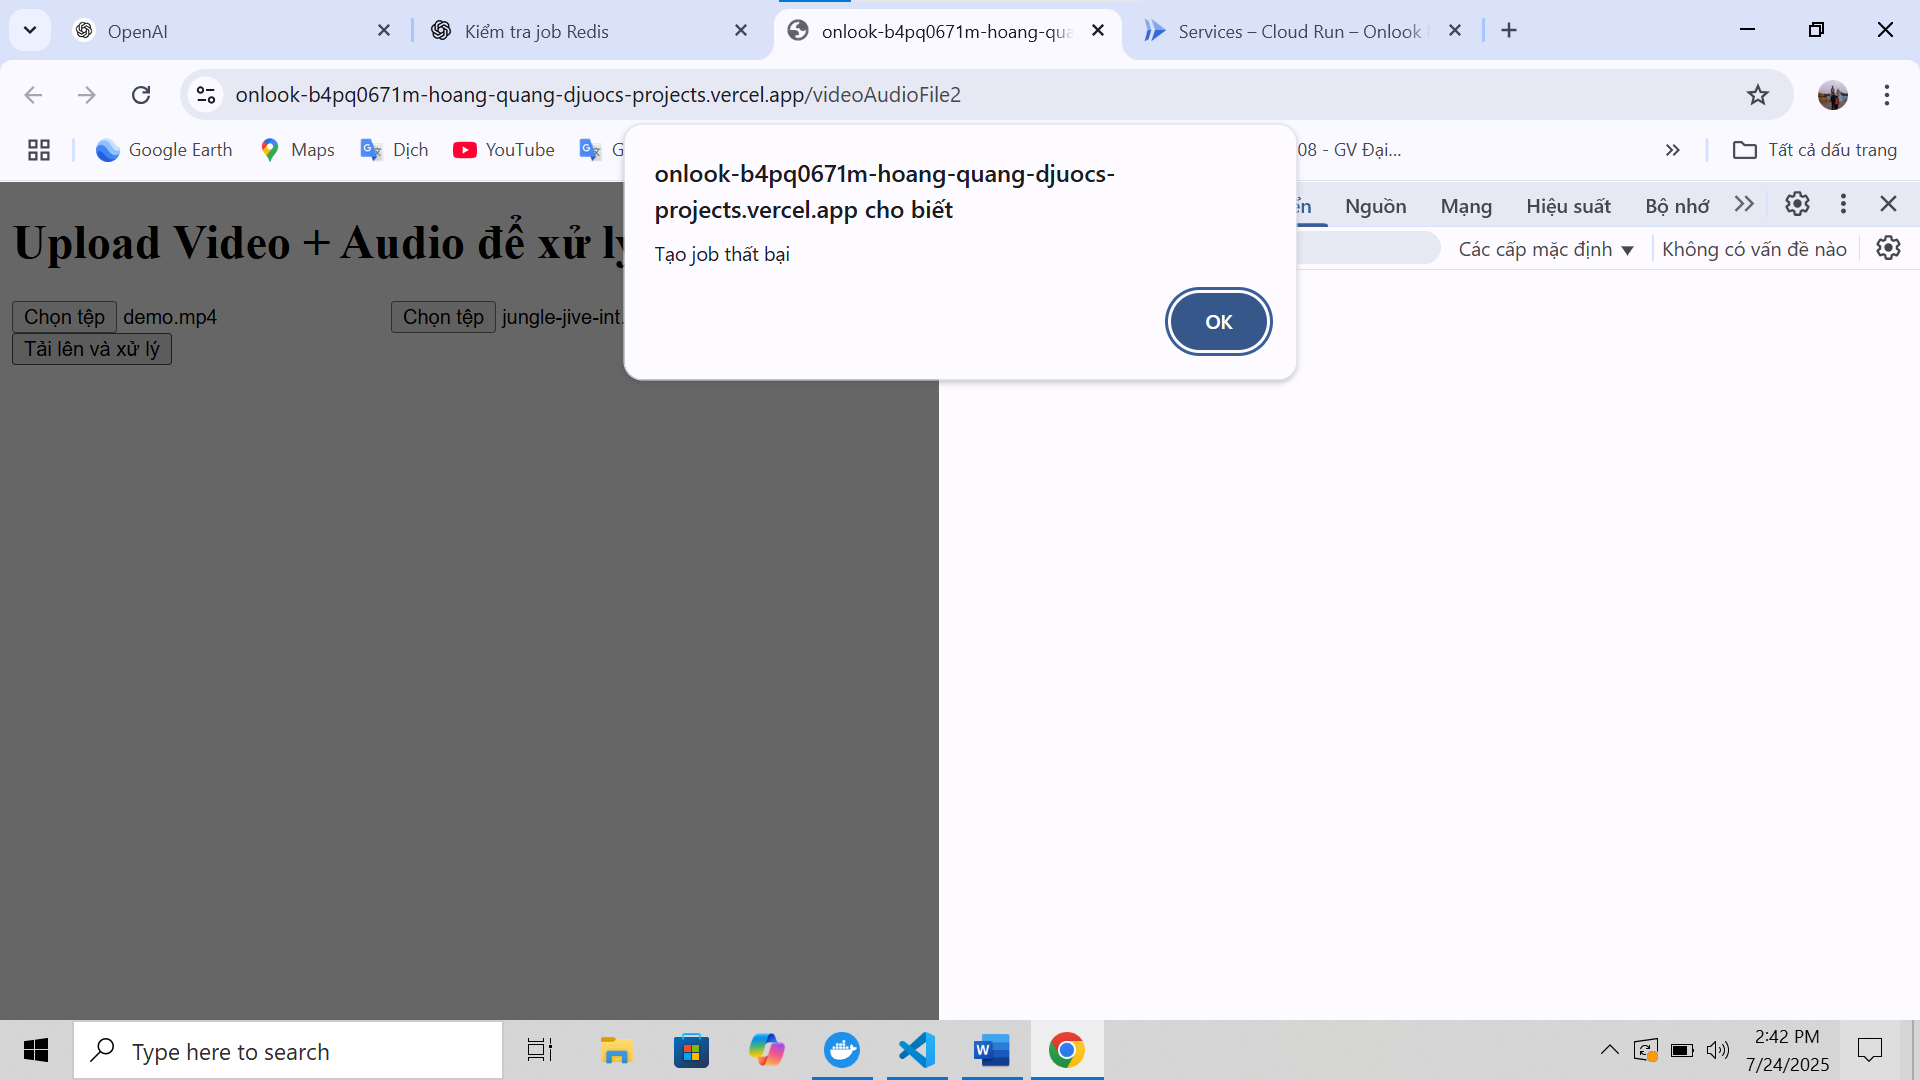 OpenAI
Kiểm tra job Redis
onlook-b4pq0671m-hoang-qua
Services – Cloud Run – Onlook
onlook-b4pq0671m-hoang-quang-djuocs-projects.vercel.app/videoAudioFile2
Google Earth
Maps
Dịch
YouTube
G
08 - GV Đại...
Tất cả dấu trang
onlook-b4pq0671m-hoang-quang-djuocs-
projects.vercel.app cho biết
Tạo job thất bại
OK
Nguồn
Mạng
Hiệu suất
Bộ nhớ
Các cấp mặc định
Không có vấn đề nào
Upload Video + Audio để xử lý
Chọn tệp demo.mp4
Chọn tệp jungle-jive-int.
Tải lên và xử lý
Type here to search
2:42 PM
7/24/2025